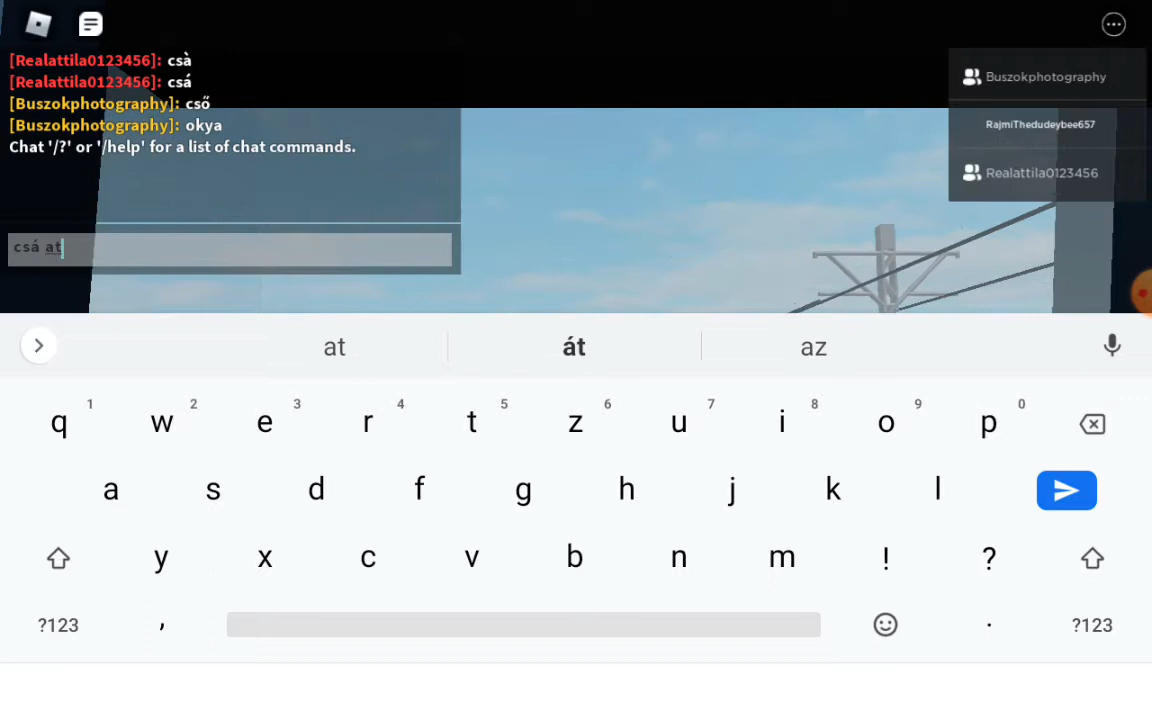 [Realattila0123456]: csà
[Realattila0123456]: csá
[Buszokphotography]: cső
[Buszokphotography]: okya
Chat '/?' or '/help' for a list of chat commands.
csá at
Buszokphotography
RajmiThedudeybee657
Realattila0123456
at át az
1 2 3 4 5 6 7 8 9 0
q w e r t z u i o p
a s d f g h j k l
y x c v b n m ! ?
?123 , . ?123